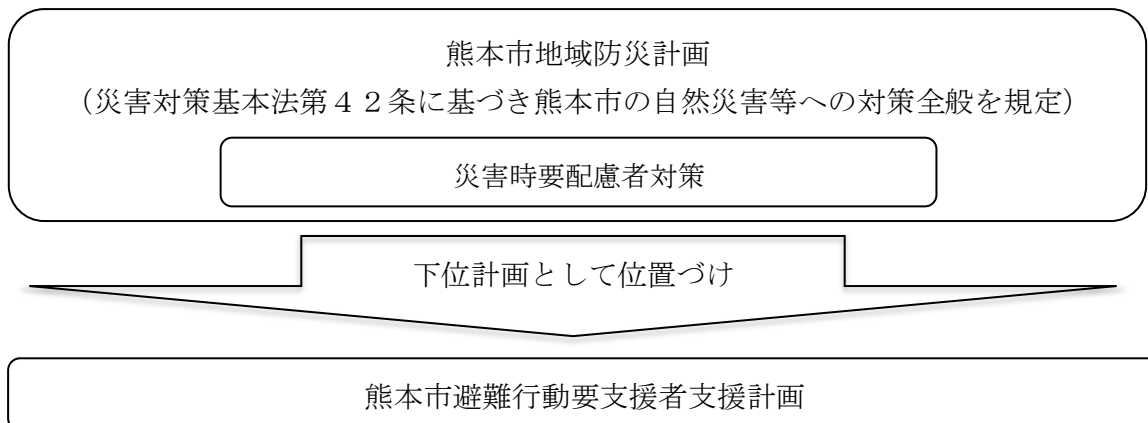 熊本市地域防災計画
（災害対策基本法第４２条に基づき熊本市の自然災害等への対策全般を規定）
災害時要配慮者対策
下位計画として位置づけ
熊本市避難行動要支援者支援計画